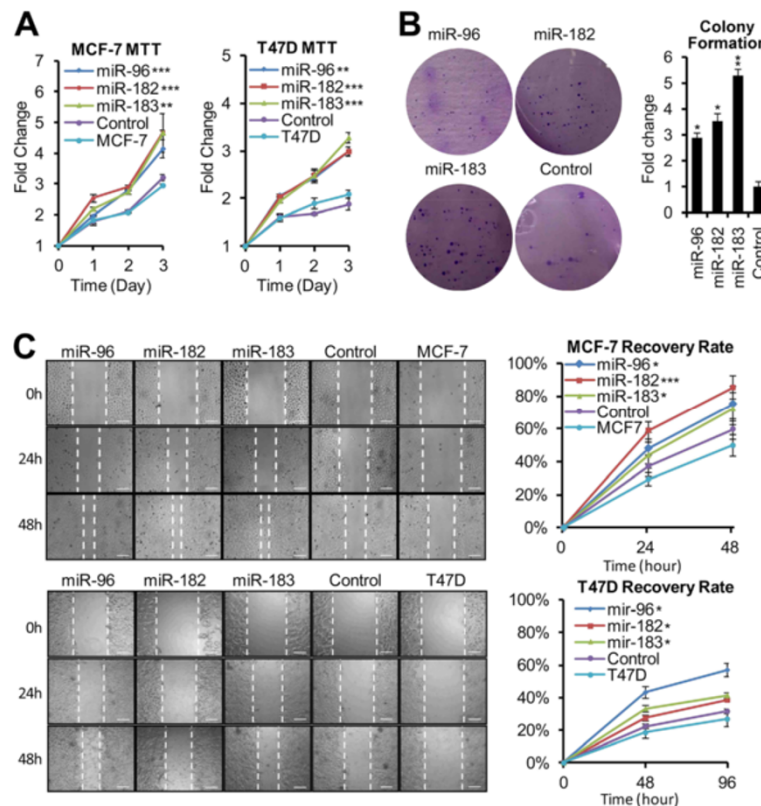 A
MCF-7 MTT
Fold Change
7
6
5
4
3
2
1
miR-96***
miR-182***
miR-183**
Control
MCF-7
0 1 2 3
Time (Day)
T47D MTT
Fold Change
5
4
3
2
1
miR-96**
miR-182***
miR-183***
Control
T47D
0 1 2 3
Time (Day)
B
miR-96 miR-182
miR-183 Control
Colony
Formation
Fold change
6
5
4
3
2
1
0
* * **
miR-96
miR-182
miR-183
Control
C
miR-96 miR-182 miR-183 Control MCF-7
0h
24h
48h
MCF-7 Recovery Rate
100%
80%
60%
40%
20%
0%
miR-96*
miR-182***
miR-183*
Control
MCF7
0 24 48
Time (hour)
miR-96 miR-182 miR-183 Control T47D
0h
24h
48h
T47D Recovery Rate
100%
80%
60%
40%
20%
0%
mir-96*
mir-182*
mir-183*
Control
T47D
0 48 96
Time (hour)